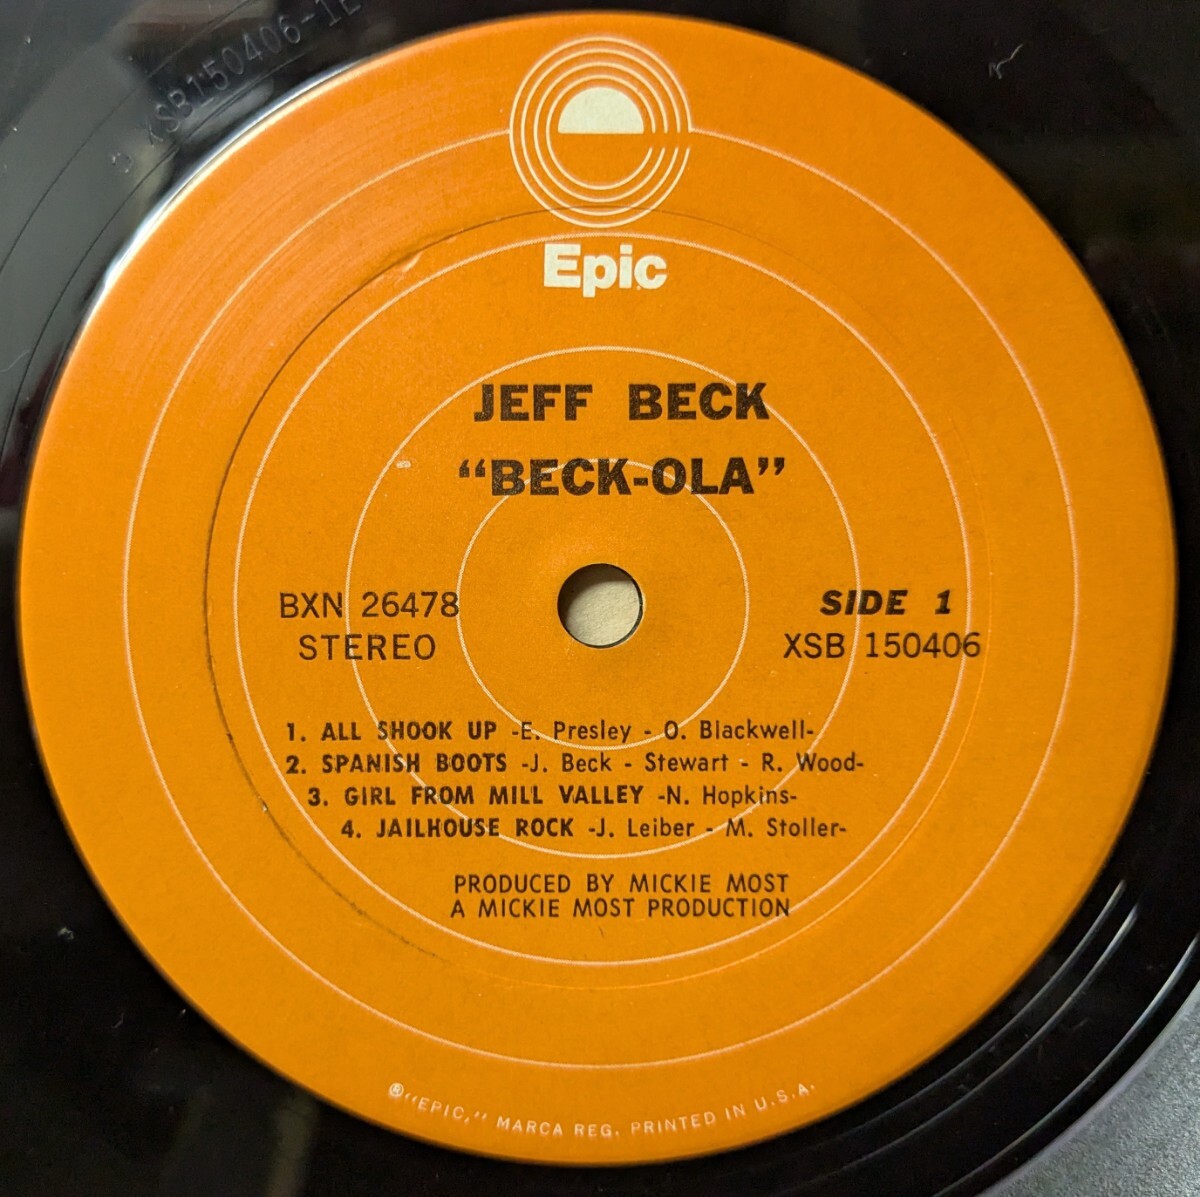 XSB150406-1E
Epic
JEFF BECK
“BECK-OLA”
BXN 26478
STEREO
SIDE 1
XSB 150406
1. ALL SHOOK UP -E. Presley - O. Blackwell-
2. SPANISH BOOTS -J. Beck - Stewart - R. Wood-
3. GIRL FROM MILL VALLEY -N. Hopkins-
4. JAILHOUSE ROCK -J. Leiber - M. Stoller-
PRODUCED BY MICKIE MOST
A MICKIE MOST PRODUCTION
®“EPIC,” MARCA REG. PRINTED IN U.S.A.